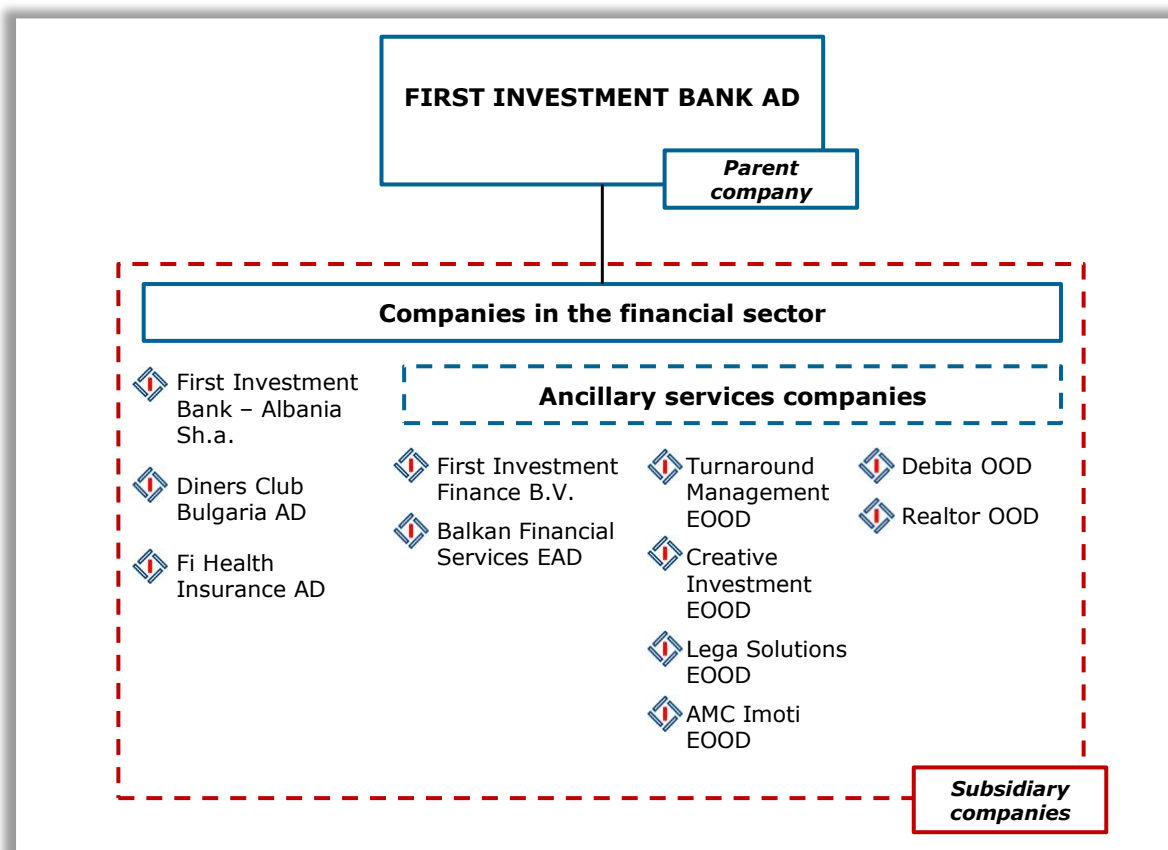 FIRST INVESTMENT BANK AD
Parent
company
Companies in the financial sector
First Investment
Bank – Albania
Sh.a.
Diners Club
Bulgaria AD
Fi Health
Insurance AD
Ancillary services companies
First Investment
Finance B.V.
Balkan Financial
Services EAD
Turnaround
Management
EOOD
Creative
Investment
EOOD
Lega Solutions
EOOD
AMC Imoti
EOOD
Debita OOD
Realtor OOD
Subsidiary
companies